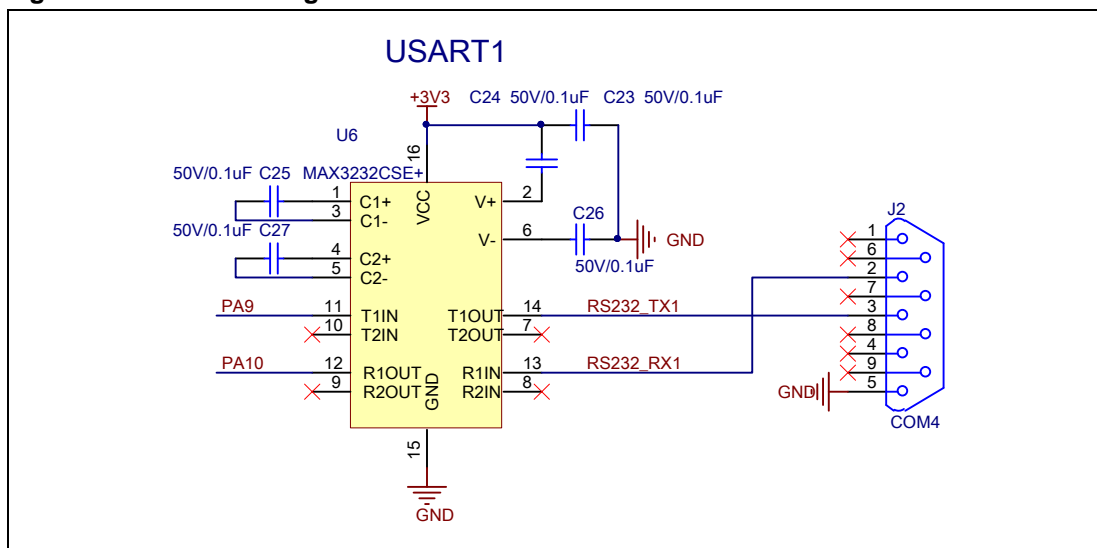 USART1
+3V3
C24 50V/0.1uF C23 50V/0.1uF
U6
16
50V/0.1uF C25 MAX3232CSE+
1 C1+ VCC V+ 2
3 C1-
C26
50V/0.1uF C27
V- 6 GND
4 C2+
50V/0.1uF
5 C2-
PA9 11 T1IN T1OUT 14 RS232_TX1
10 T2IN T2OUT 7
PA10 12 R1OUT R1IN 13 RS232_RX1
9 R2OUT GND R2IN 8
15
GND
J2
1
6
2
7
3
8
4
9
GND 5
COM4